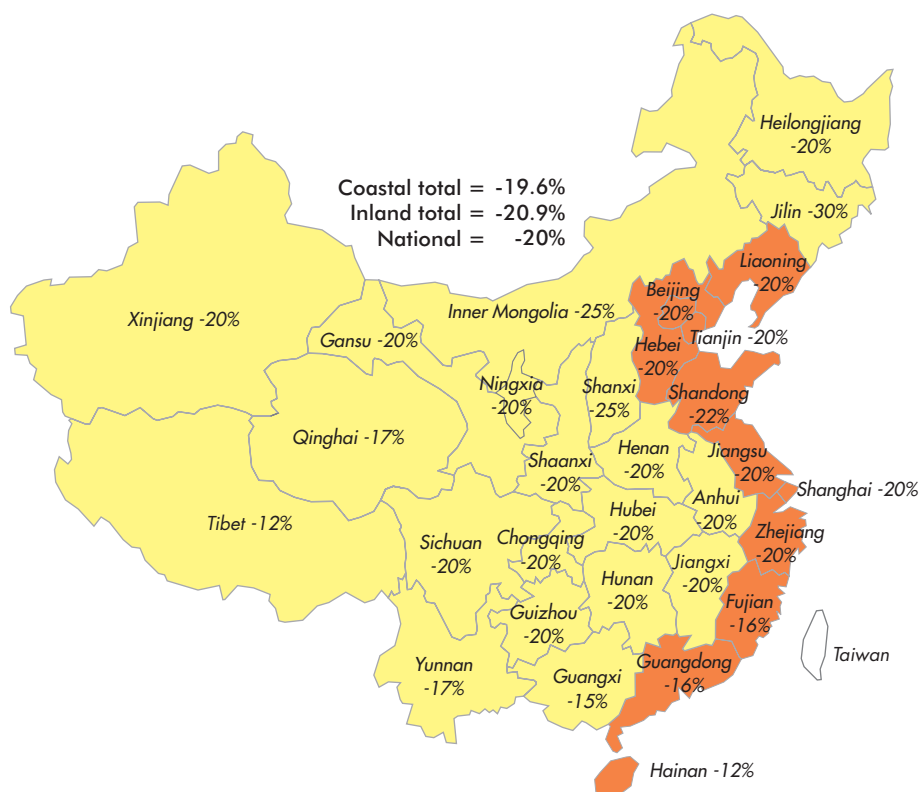 Heilongjiang
-20%
Coastal total = -19.6%
Inland total = -20.9%
National = -20%
Jilin -30%
Liaoning
-20%
Beijing
-20%
Xinjiang -20%
Inner Mongolia -25%
Gansu -20%
Tianjin -20%
Hebei
-20%
Ningxia
-20%
Shanxi
-25%
Shandong
-22%
Qinghai -17%
Henan
-20%
Jiangsu
-20%
Shaanxi
-20%
Shanghai -20%
Anhui
-20%
Tibet -12%
Hubei
-20%
Zhejiang
-20%
Sichuan
-20%
Chongqing
-20%
Jiangxi
-20%
Hunan
-20%
Fujian
-16%
Guizhou
-20%
Taiwan
Yunnan
-17%
Guangxi
-15%
Guangdong
-16%
Hainan -12%